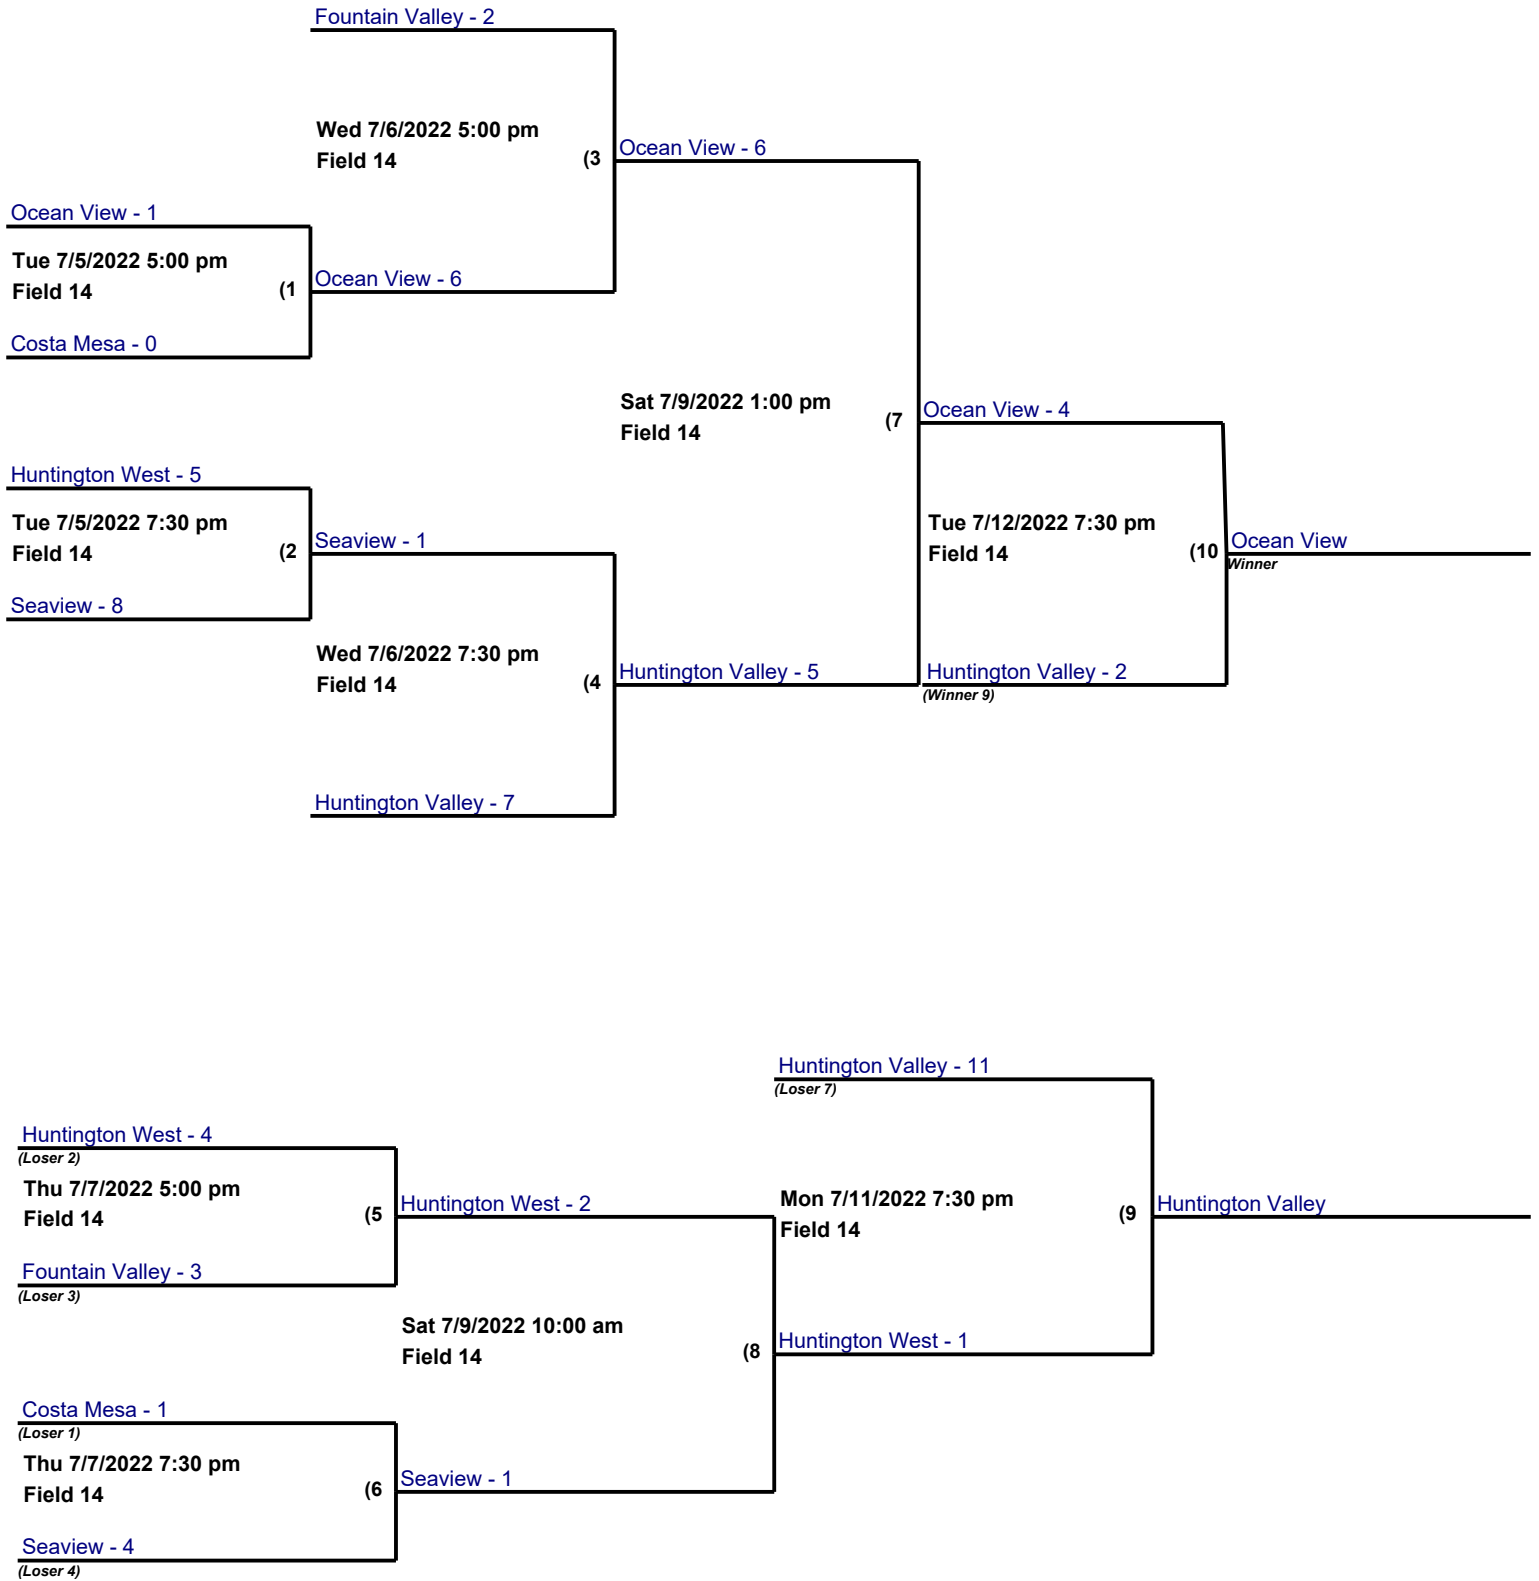 Fountain Valley - 2
Wed 7/6/2022 5:00 pm
Field 14
(3
Ocean View - 6
Ocean View - 1
Tue 7/5/2022 5:00 pm
Field 14
(1
Ocean View - 6
Costa Mesa - 0
Sat 7/9/2022 1:00 pm
Field 14
(7
Ocean View - 4
Huntington West - 5
Tue 7/5/2022 7:30 pm
Field 14
(2
Seaview - 1
Seaview - 8
Tue 7/12/2022 7:30 pm
Field 14
(10
Ocean View
Winner
Wed 7/6/2022 7:30 pm
Field 14
(4
Huntington Valley - 5
Huntington Valley - 2
(Winner 9)
Huntington Valley - 7
Huntington Valley - 11
(Loser 7)
Huntington West - 4
(Loser 2)
Thu 7/7/2022 5:00 pm
Field 14
(5
Huntington West - 2
Mon 7/11/2022 7:30 pm
Field 14
(9
Huntington Valley
Fountain Valley - 3
(Loser 3)
Sat 7/9/2022 10:00 am
Field 14
(8
Huntington West - 1
Costa Mesa - 1
(Loser 1)
Thu 7/7/2022 7:30 pm
Field 14
(6
Seaview - 1
Seaview - 4
(Loser 4)